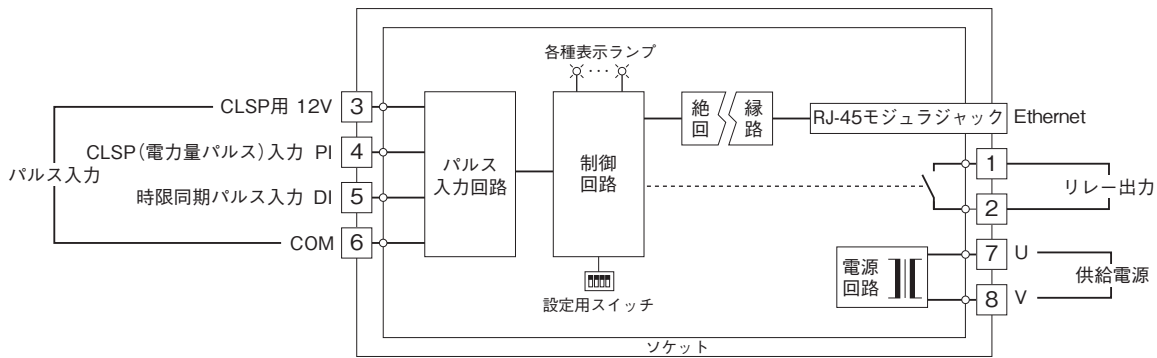 各種表示ランプ
CLSP用 12V 3
CLSP(電力量パルス)入力 PI 4
パルス入力
時限同期パルス入力 DI 5
COM 6
パルス
入力回路
制御
回路
設定用スイッチ
絶 縁
回 路
RJ-45モジュラジャック Ethernet
1
リレー出力
2
電源
回路
7 U
供給電源
8 V
ソケット